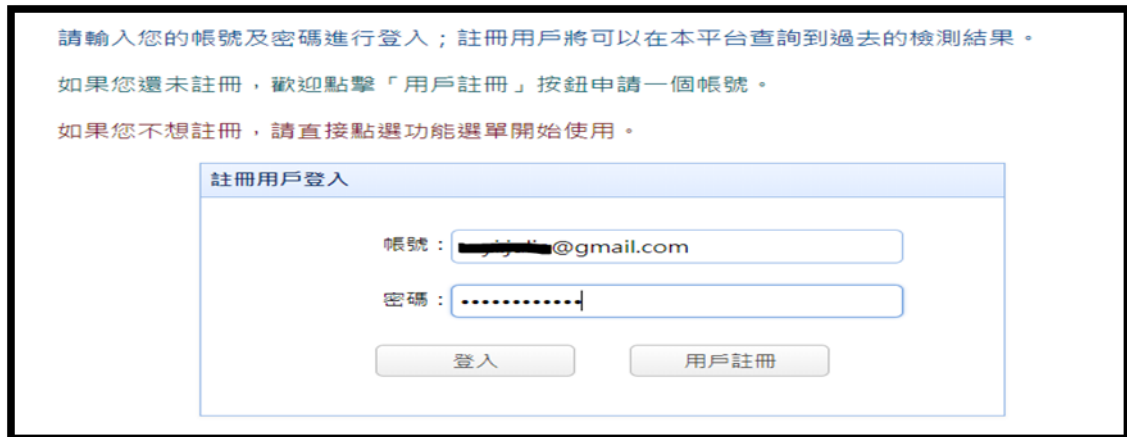 請輸入您的帳號及密碼進行登入；註冊用戶將可以在本平台查詢到過去的檢測結果。
如果您還未註冊，歡迎點擊「用戶註冊」按鈕申請一個帳號。
如果您不想註冊，請直接點選功能選單開始使用。
註冊用戶登入
帳號：@gmail.com
密碼：••••••••••••
登入 用戶註冊